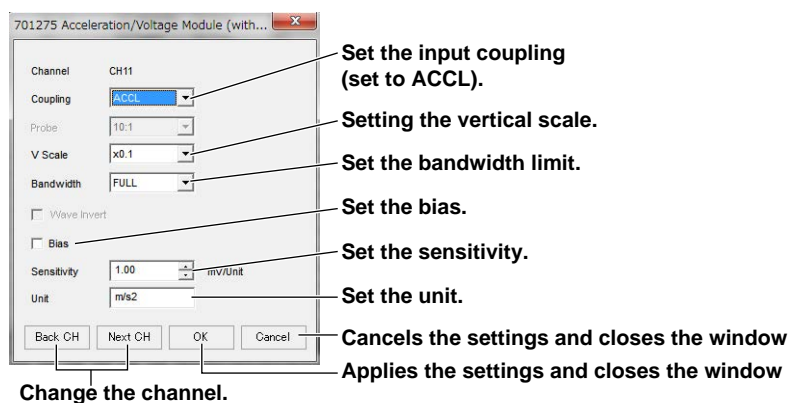 701275 Acceleration/Voltage Module (with...
Set the input coupling
(set to ACCL).
Channel CH11
Coupling ACCL
Setting the vertical scale.
Probe 10:1
V Scale x0.1
Set the bandwidth limit.
Bandwidth FULL
Set the bias.
Wave Invert
Bias
Set the sensitivity.
Sensitivity 1.00 mV/Unit
Unit m/s2
Set the unit.
Back CH Next CH OK Cancel
Cancels the settings and closes the window
Applies the settings and closes the window
Change the channel.